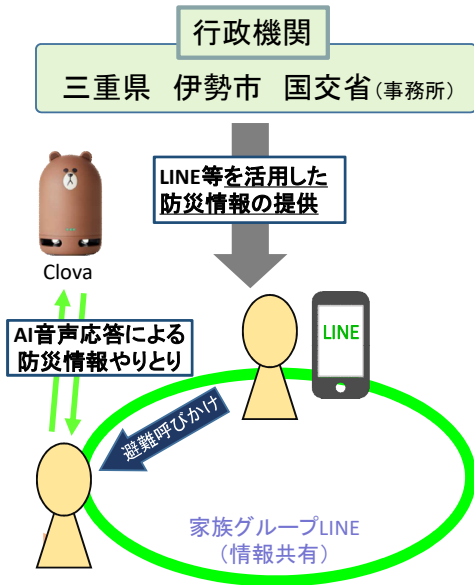 行政機関
三重県 伊勢市 国交省(事務所)
LINE等を活用した
防災情報の提供
Clova
AI音声応答による
防災情報やりとり
LINE
避難呼びかけ
家族グループLINE
(情報共有)